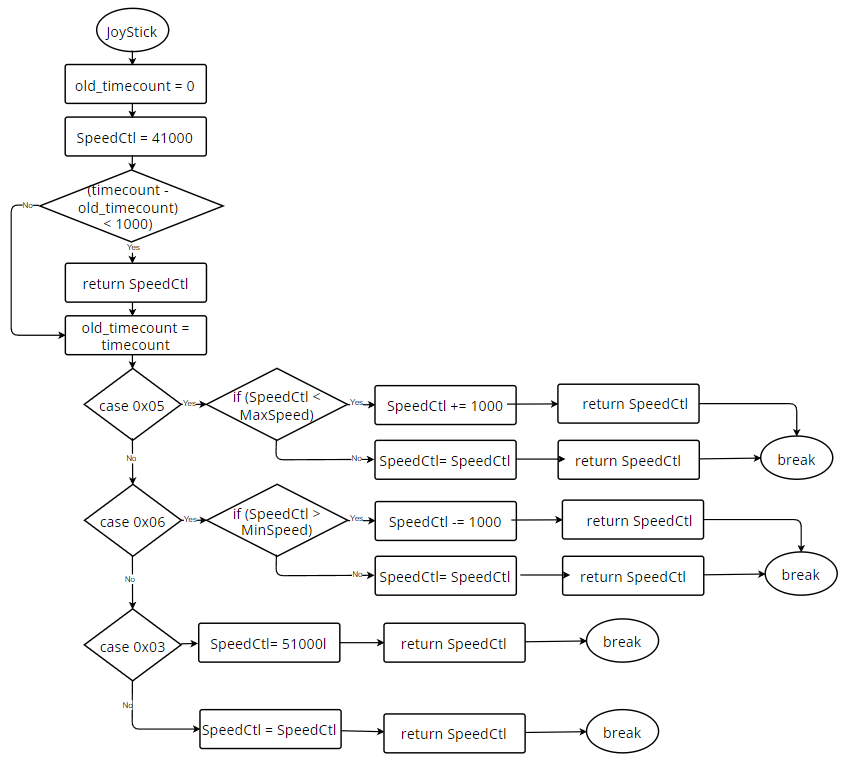 JoyStick
old_timecount = 0
SpeedCtl = 41000
(timecount -
old_timecount)
< 1000)
No
Yes
return SpeedCtl
old_timecount =
timecount
case 0x05
Yes
if (SpeedCtl <
MaxSpeed)
Yes
SpeedCtl += 1000
return SpeedCtl
No
SpeedCtl= SpeedCtl
return SpeedCtl
break
No
case 0x06
Yes
if (SpeedCtl >
MinSpeed)
Yes
SpeedCtl -= 1000
return SpeedCtl
No
SpeedCtl= SpeedCtl
return SpeedCtl
break
No
case 0x03
SpeedCtl= 51000l
return SpeedCtl
break
No
SpeedCtl = SpeedCtl
return SpeedCtl
break